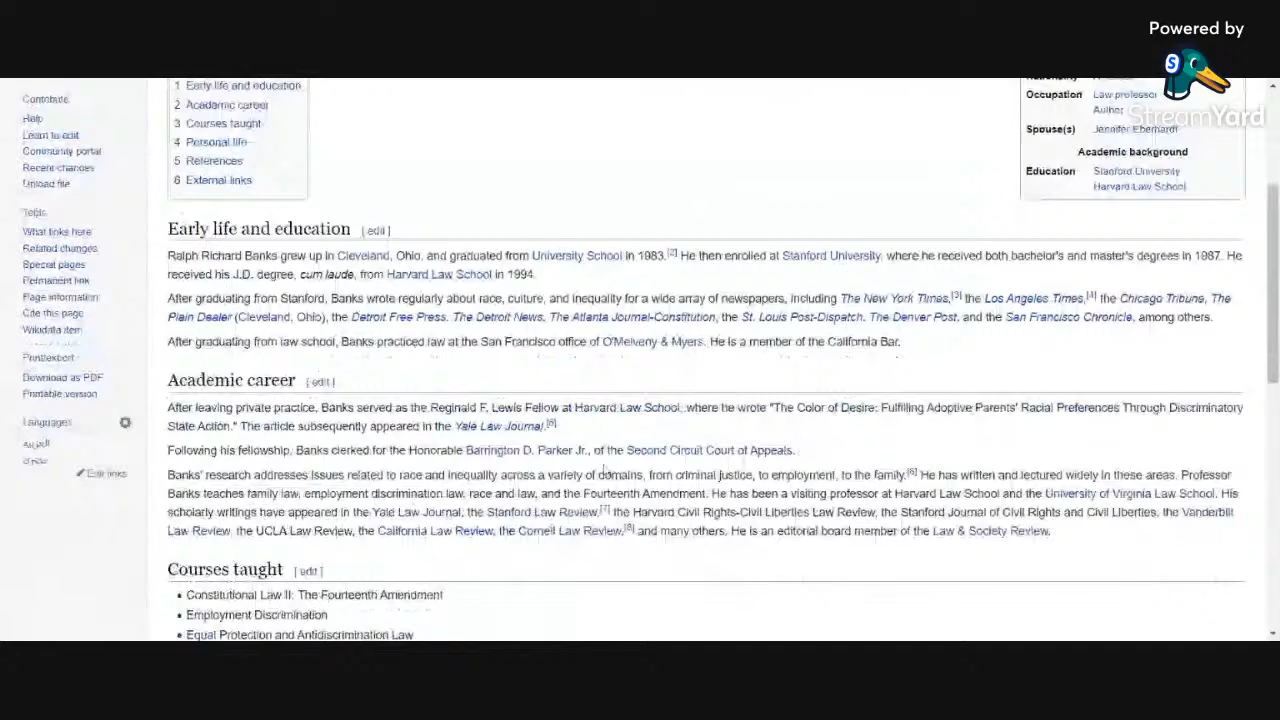 Powered by
S
StreamYard
Contribute
Help
Learn to edit
Community portal
Recent changes
Upload file
Tools
What links here
Related changes
Special pages
Permanent link
Page information
Cite this page
Wikidata item
Print/export
Download as PDF
Printable version
Languages
العربية
Edit links
1 Early life and education
2 Academic career
3 Courses taught
4 Personal life
5 References
6 External links
Occupation Law professor
Author
Spouse(s) Jennifer Eberhardt
Academic background
Education Stanford University
Harvard Law School
Early life and education [ edit ]
Ralph Richard Banks grew up in Cleveland, Ohio, and graduated from University School in 1983.[2] He then enrolled at Stanford University, where he received both bachelor's and master's degrees in 1987. He
received his J.D. degree, cum laude, from Harvard Law School in 1994.
After graduating from Stanford, Banks wrote regularly about race, culture, and inequality for a wide array of newspapers, including The New York Times,[3] the Los Angeles Times,[4] the Chicago Tribune, The
Plain Dealer (Cleveland, Ohio), the Detroit Free Press, The Detroit News, The Atlanta Journal-Constitution, the St. Louis Post-Dispatch, The Denver Post, and the San Francisco Chronicle, among others.
After graduating from law school, Banks practiced law at the San Francisco office of O'Melveny & Myers. He is a member of the California Bar.
Academic career [ edit ]
After leaving private practice, Banks served as the Reginald F. Lewis Fellow at Harvard Law School, where he wrote "The Color of Desire: Fulfilling Adoptive Parents' Racial Preferences Through Discriminatory
State Action." The article subsequently appeared in the Yale Law Journal.[5]
Following his fellowship, Banks clerked for the Honorable Barrington D. Parker Jr., of the Second Circuit Court of Appeals.
Banks' research addresses issues related to race and inequality across a variety of domains, from criminal justice, to employment, to the family.[6] He has written and lectured widely in these areas. Professor
Banks teaches family law, employment discrimination law, race and law, and the Fourteenth Amendment. He has been a visiting professor at Harvard Law School and the University of Virginia Law School. His
scholarly writings have appeared in the Yale Law Journal, the Stanford Law Review,[7] the Harvard Civil Rights-Civil Liberties Law Review, the Stanford Journal of Civil Rights and Civil Liberties, the Vanderbilt
Law Review, the UCLA Law Review, the California Law Review, the Cornell Law Review,[8] and many others. He is an editorial board member of the Law & Society Review.
Courses taught [ edit ]
• Constitutional Law II: The Fourteenth Amendment
• Employment Discrimination
• Equal Protection and Antidiscrimination Law